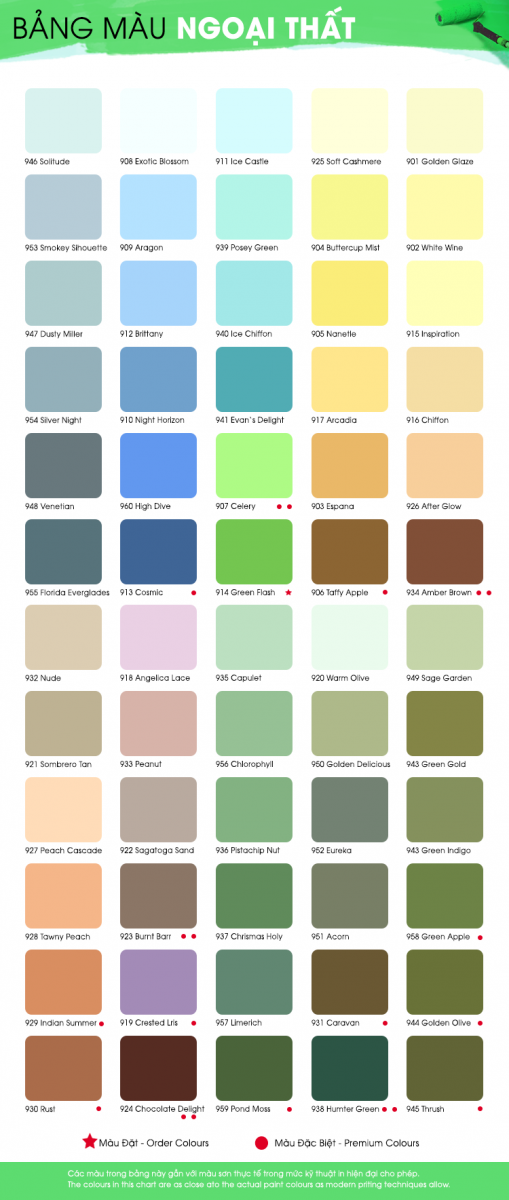 BẢNG MÀU NGOẠI THẤT
946 Solitude 908 Exotic Blossom 911 Ice Castle 925 Soft Cashmere 901 Golden Glaze
953 Smokey Sihouette 909 Aragon 939 Posey Green 904 Buttercup Mist 902 White Wine
947 Dusty Miller 912 Brittany 940 Ice Chiffon 905 Nanetle 915 Inspiration
954 Silver Night 910 Night Horizon 941 Evan's Delight 917 Arcadia 916 Chiffon
948 Venetian 960 High Dive 907 Celery 903 Espana 926 After Glow
955 Florida Everglades 913 Cosmic 914 Green Flash 906 Taffy Apple 934 Amber Brown
932 Nude 918 Angelica Lace 935 Capulet 920 Warm Olive 949 Sage Garden
921 Sombrero Tan 933 Peanut 956 Chlorophyll 950 Golden Delicious 943 Green Gold
927 Peach Cascade 922 Sagatoga Sand 936 Pistachip Nut 952 Eureka 943 Green Indigo
928 Tawny Peach 923 Burnt Barr 937 Chrismas Holy 951 Acorn 958 Green Apple
929 Indian Summer 919 Crested Lris 957 Limerich 931 Caravan 944 Golden Olive
930 Rust 924 Chocolate Delight 959 Pond Moss 938 Humter Green 945 Thrush
Màu Đặt - Order Colours Màu Đặc Biệt - Premium Colours
Các màu trong bảng này gần với màu sơn thực tế trong mức kỹ thuật in hiện đại cho phép.
The colours in this chart are as close ato the actual paint colours as modern priting techniques allow.